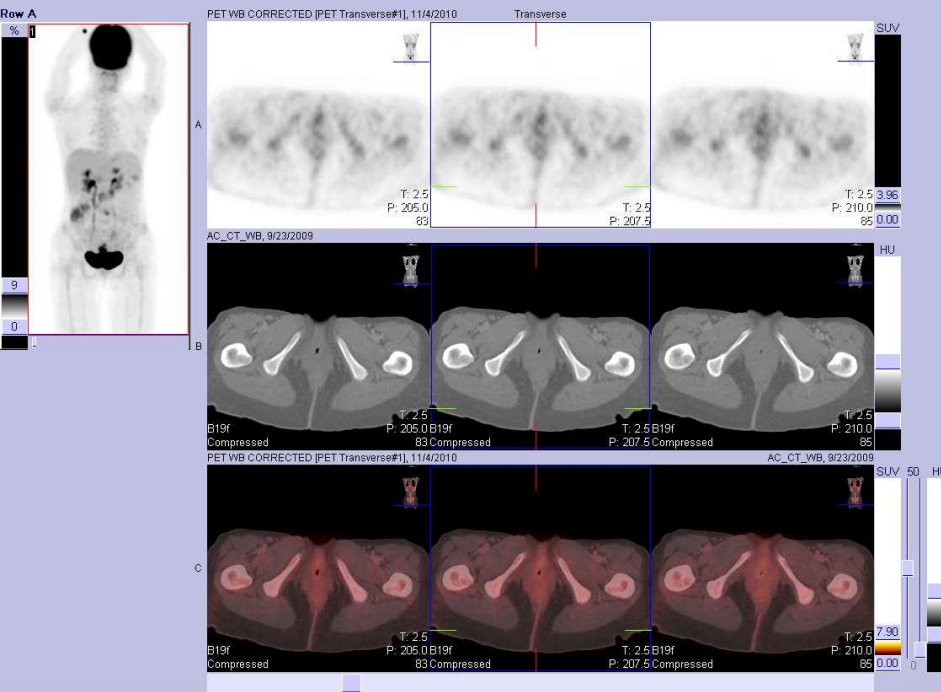 Row A
%
1
9
0
PET WB CORRECTED [PET Transverse#1], 11/4/2010
Transverse
SUV
A
T: 2.5
P: 205.0
83
T: 2.5
P: 207.5
T: 2.5
P: 210.0
85
3.96
0.00
AC_CT_WB, 9/23/2009
HU
B
B19f
Compressed
T: 2.5
P: 205.0
83
B19f
Compressed
T: 2.5
P: 207.5
B19f
Compressed
T: 2.5
P: 210.0
85
PET WB CORRECTED [PET Transverse#1], 11/4/2010
AC_CT_WB, 9/23/2009
SUV
50
C
B19f
Compressed
T: 2.5
P: 205.0
83
B19f
Compressed
T: 2.5
P: 207.5
B19f
Compressed
T: 2.5
P: 210.0
85
7.90
0.00
0